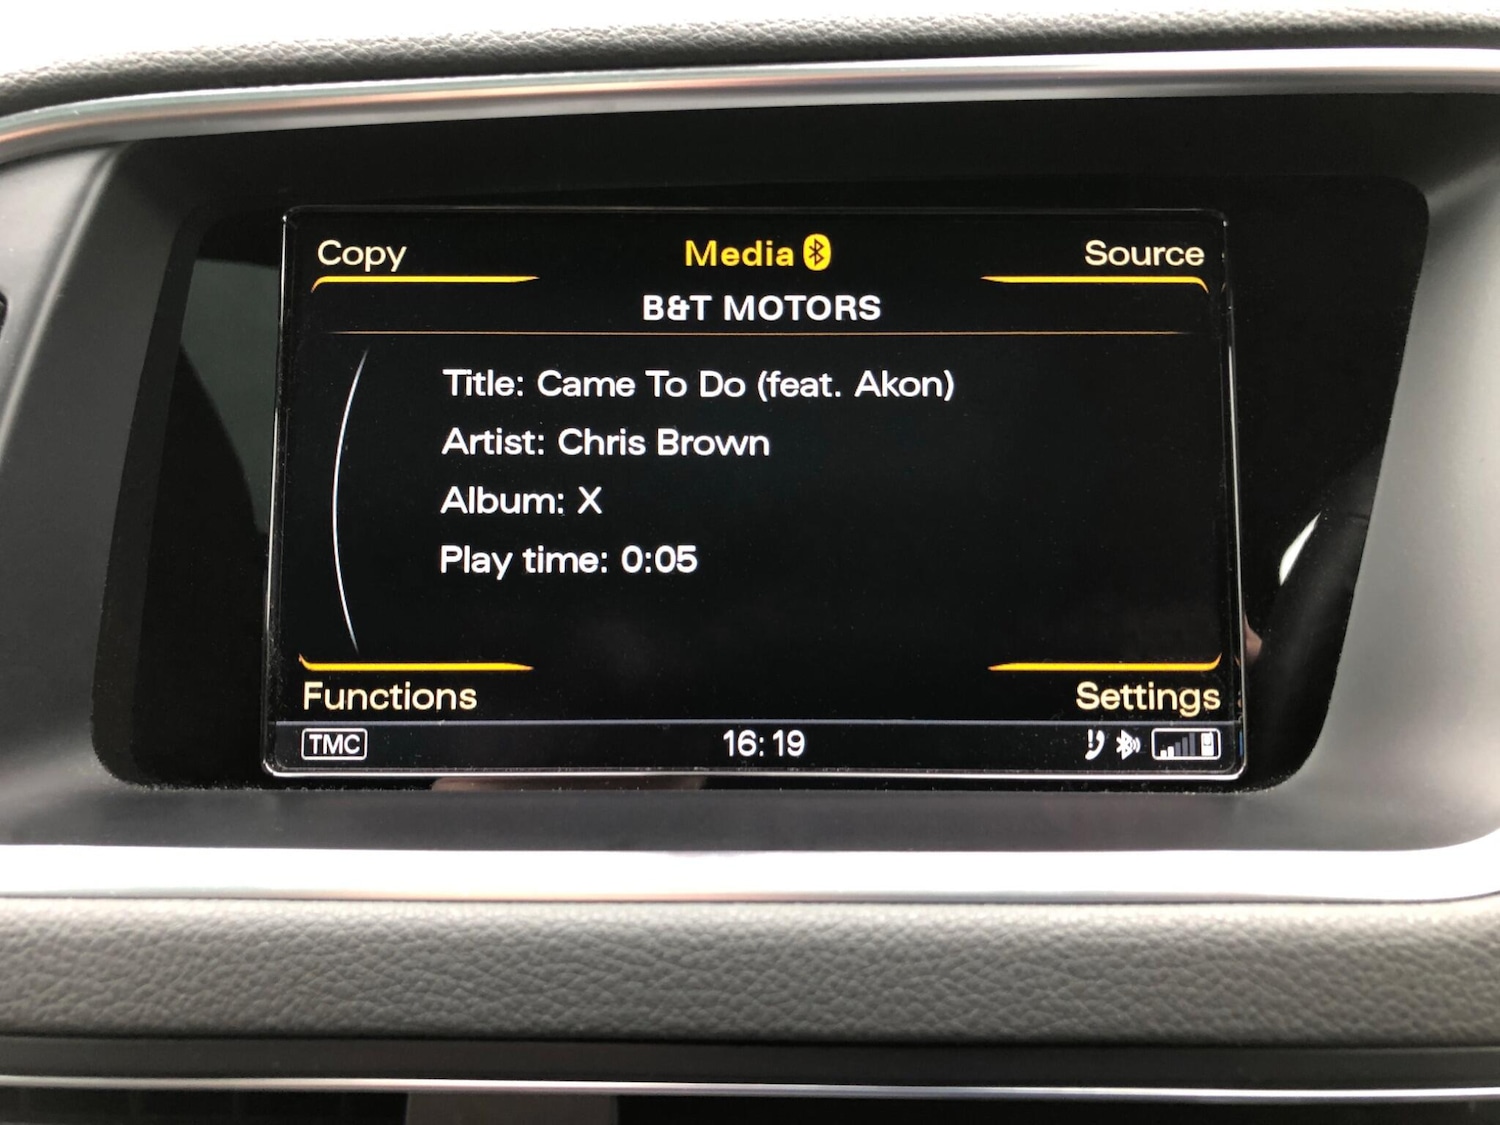 Copy
Media
Source
B&T MOTORS
Title: Came To Do (feat. Akon)
Artist: Chris Brown
Album: X
Play time: 0:05
Functions
Settings
TMC
16:19